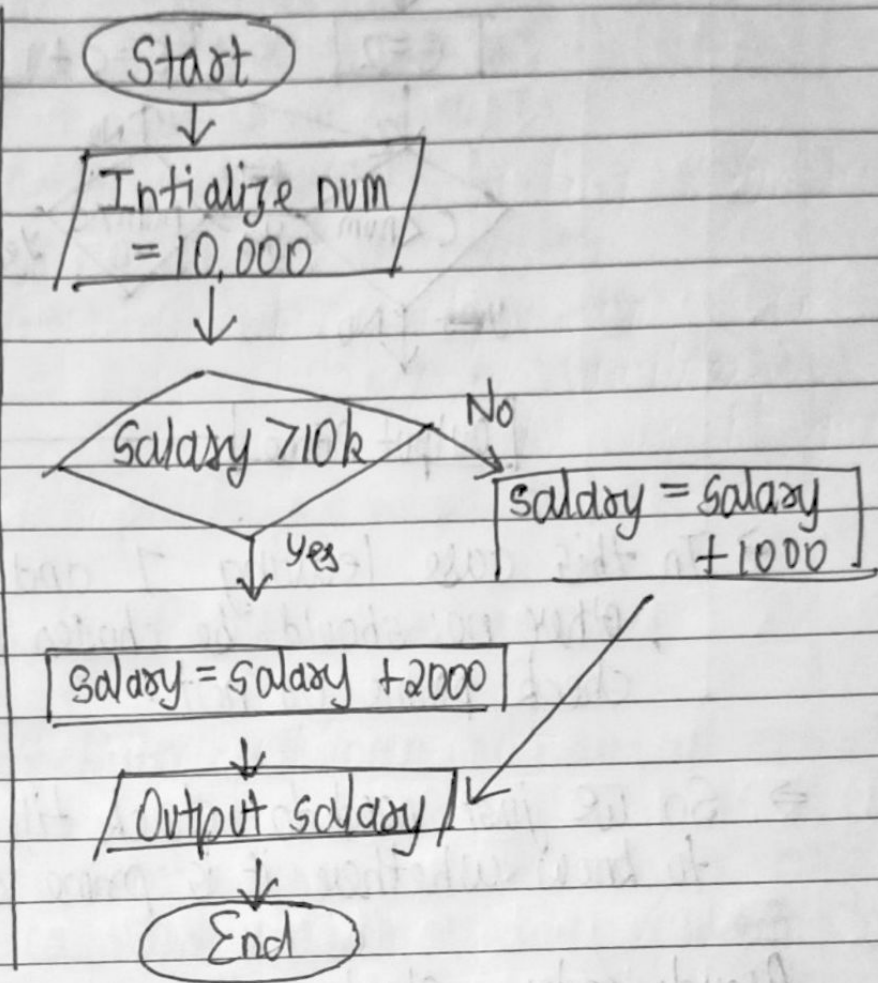 Start
Intialize num
= 10,000
Salary >10k
No
salary = salary
+1000
yes
salary = salary +2000
Output salary
End